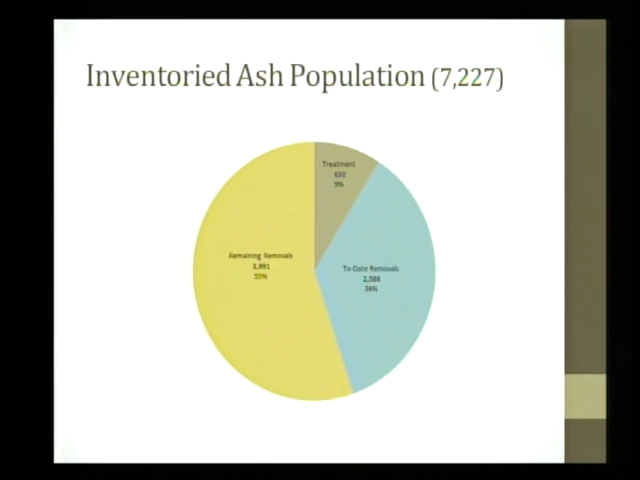 Inventoried Ash Population (7,227)
Treatment
650
9%
Remaining Removals
3,991
55%
To-Date Removals
2,586
36%